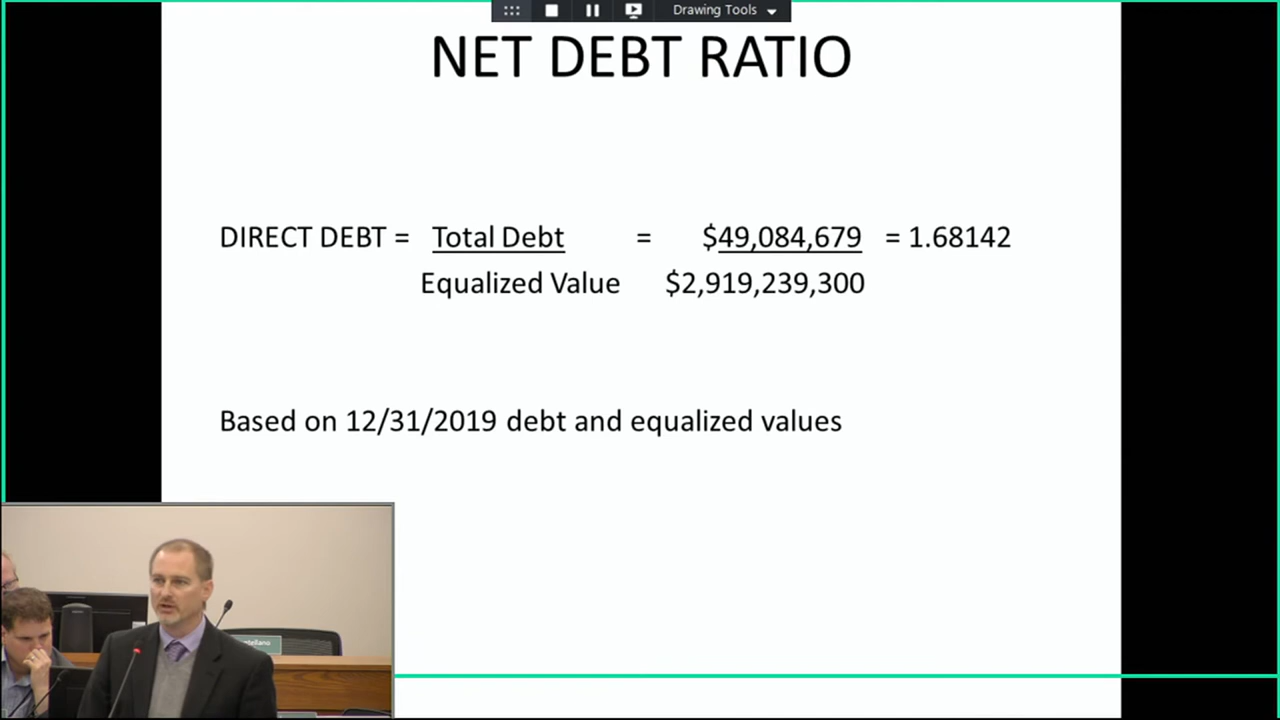 Drawing Tools
NET DEBT RATIO
DIRECT DEBT = Total Debt = $49,084,679 = 1.68142
Equalized Value $2,919,239,300
Based on 12/31/2019 debt and equalized values